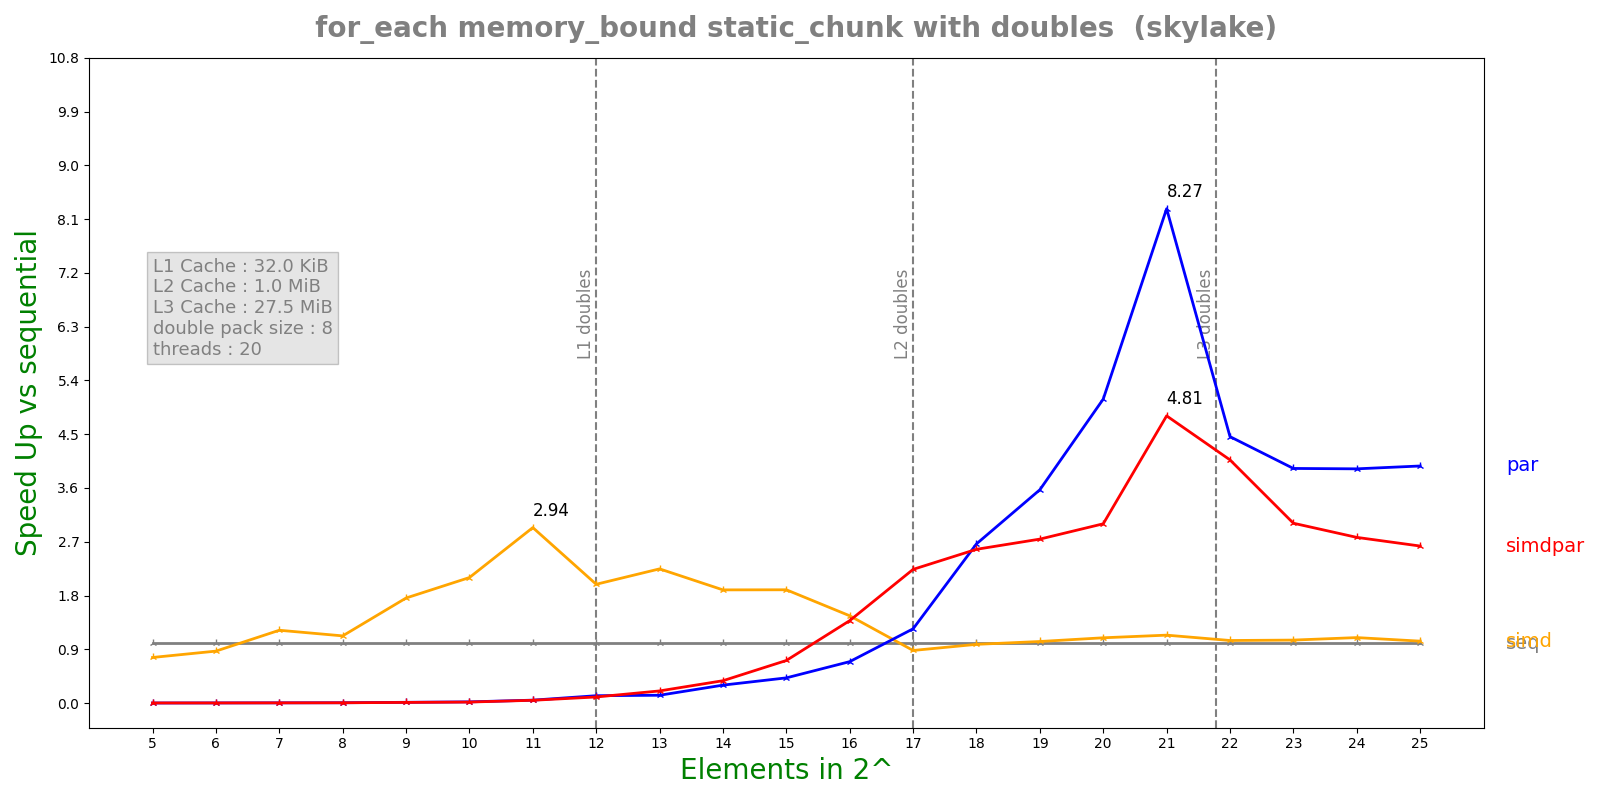 for_each memory_bound static_chunk with doubles (skylake)
Speed Up vs sequential
10.8
9.9
9.0
8.1
7.2
6.3
5.4
4.5
3.6
2.7
1.8
0.9
0.0
L1 Cache : 32.0 KiB
L2 Cache : 1.0 MiB
L3 Cache : 27.5 MiB
double pack size : 8
threads : 20
L1 doubles
L2 doubles
L3 doubles
2.94
8.27
4.81
par
simdpar
simd
seq
5 6 7 8 9 10 11 12 13 14 15 16 17 18 19 20 21 22 23 24 25
Elements in 2^